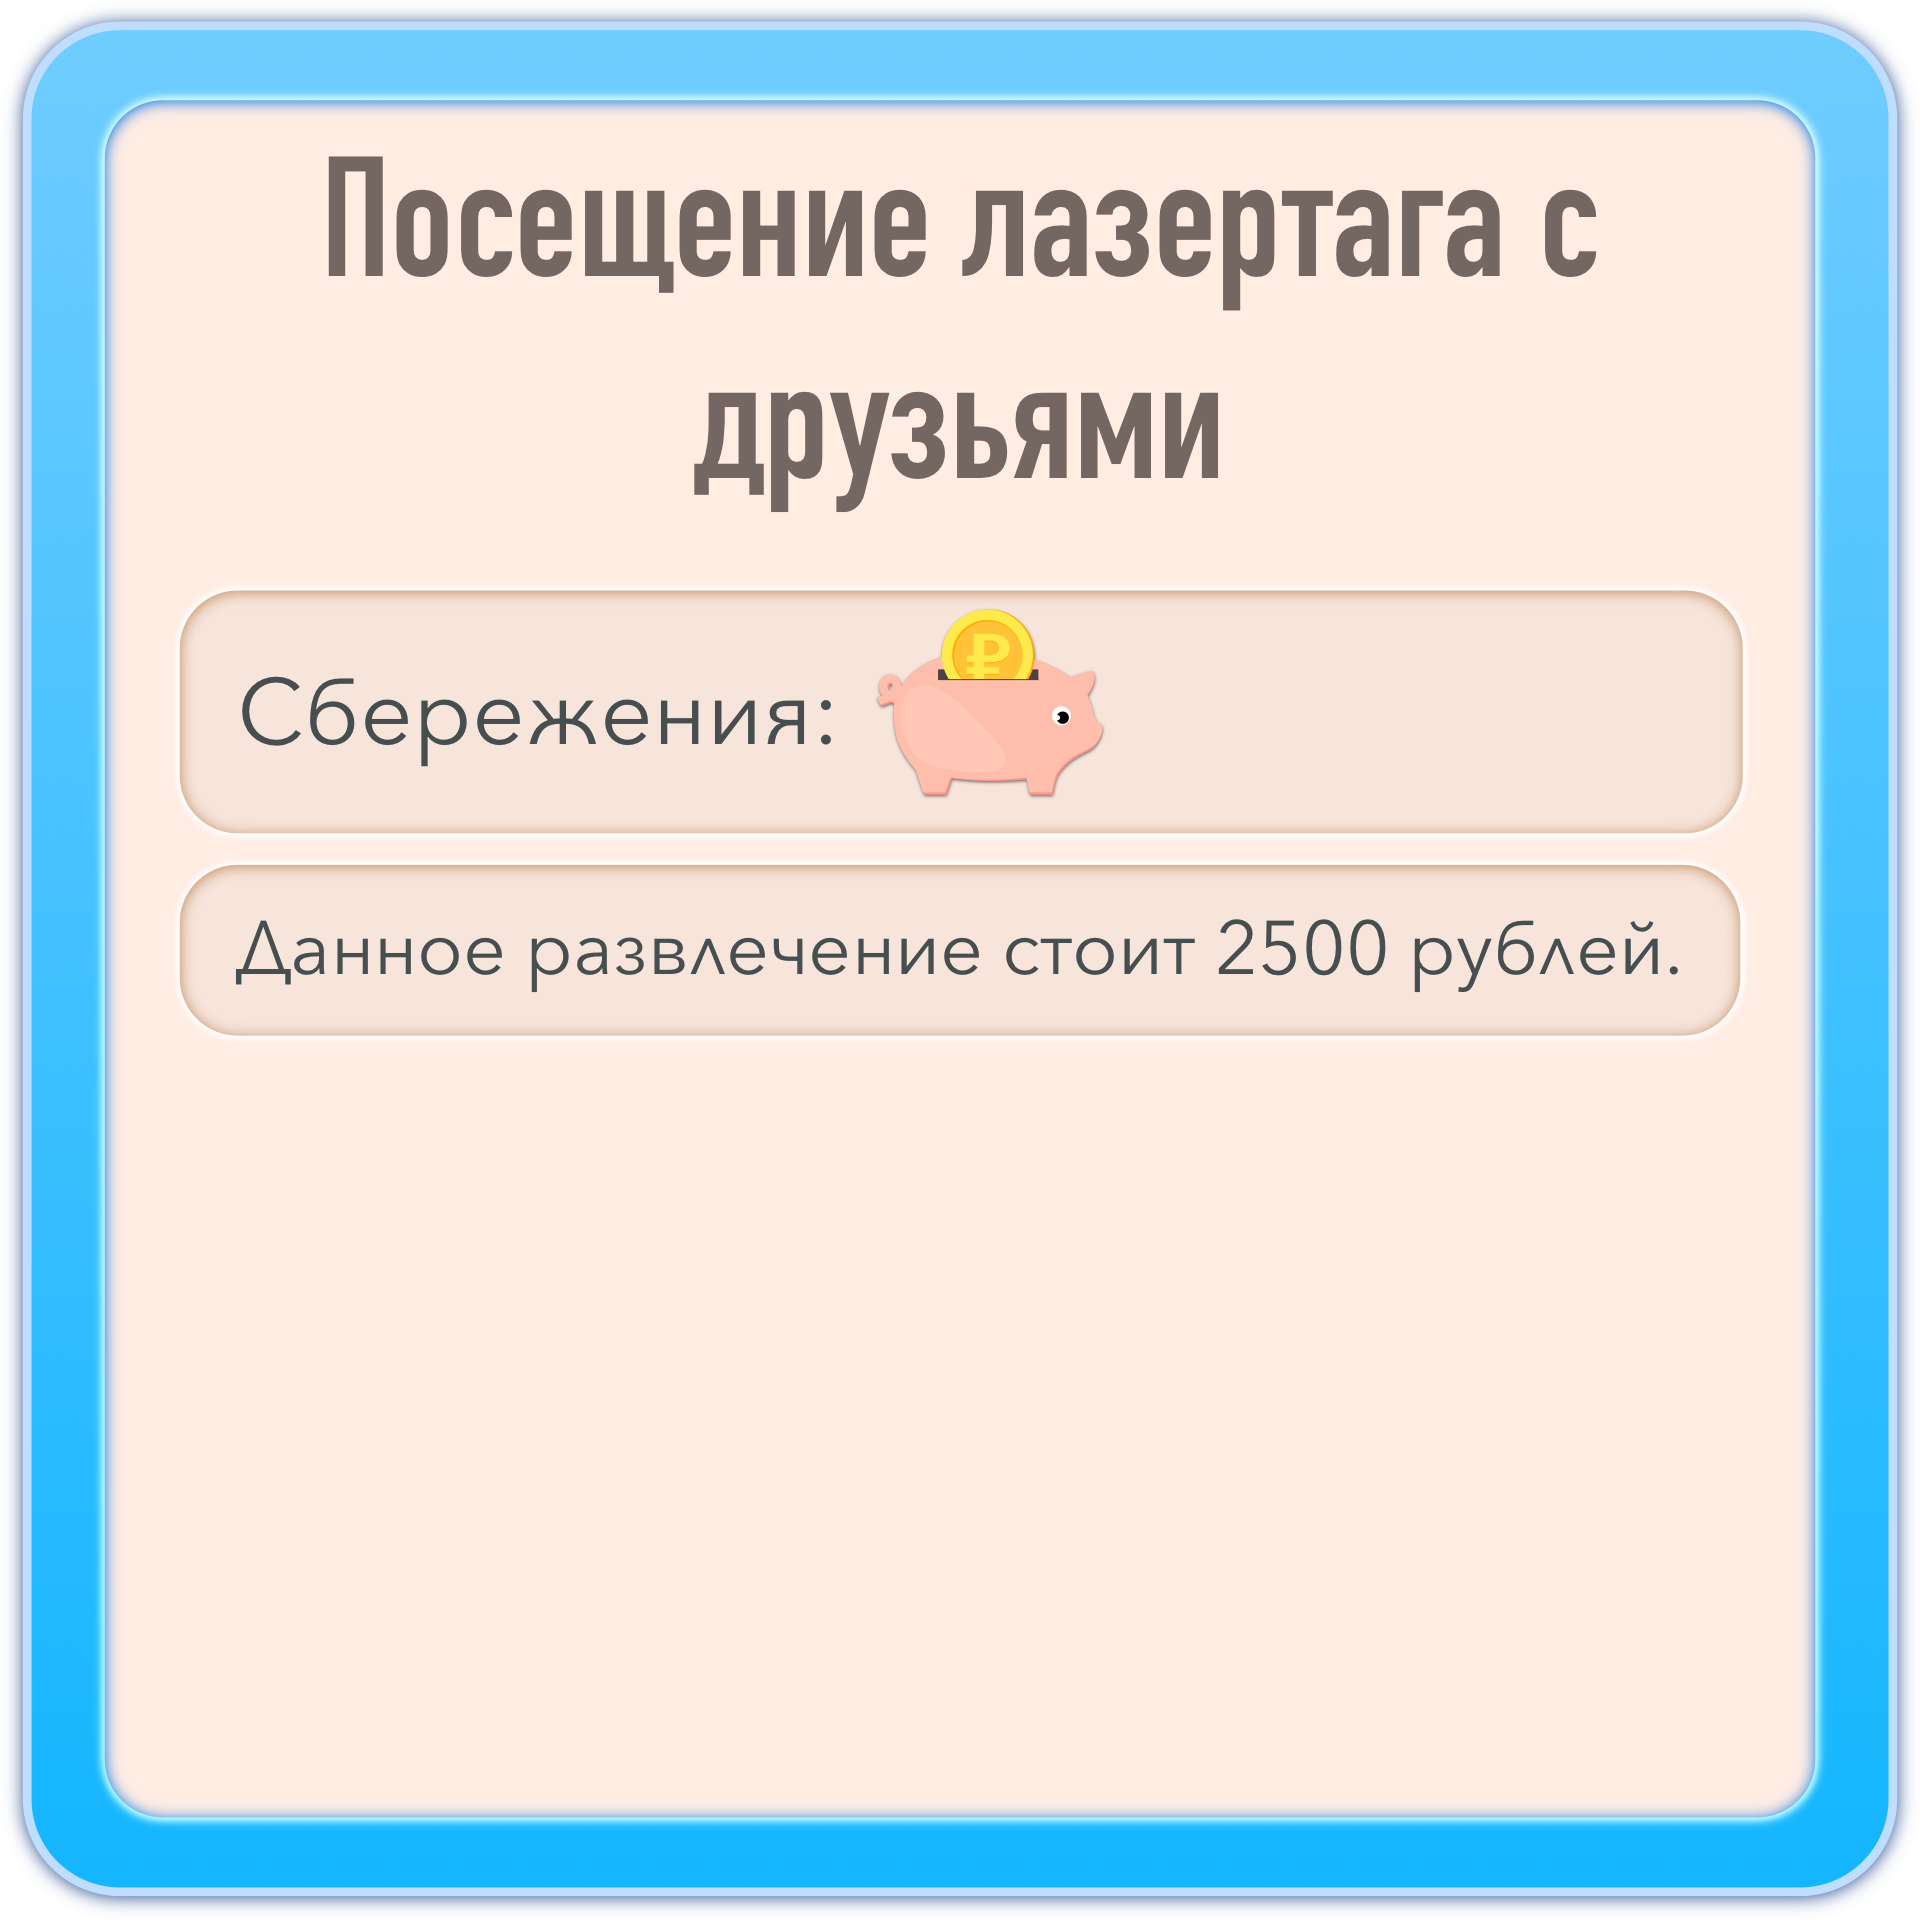 Посещение лазертага с
друзьями
Сбережения:
₽
Данное развлечение стоит 2500 рублей.